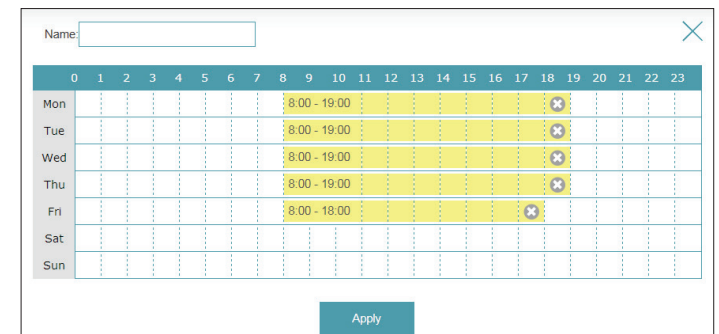 Name:
0 1 2 3 4 5 6 7 8 9 10 11 12 13 14 15 16 17 18 19 20 21 22 23
Mon 8:00 - 19:00
Tue 8:00 - 19:00
Wed 8:00 - 19:00
Thu 8:00 - 19:00
Fri 8:00 - 18:00
Sat
Sun
Apply